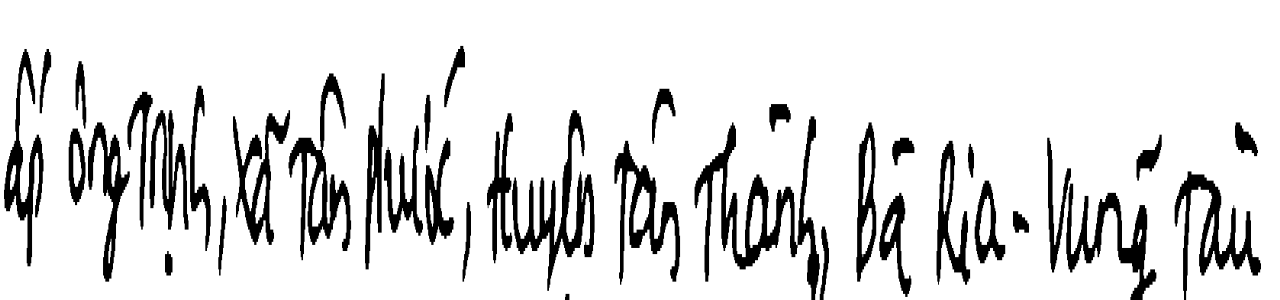 ấp ông Trịnh, xã Tân Phước, Huyện Tân Thành, Bà Rịa - Vũng Tàu